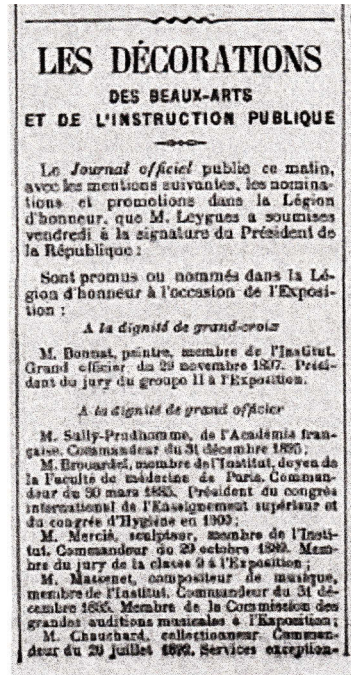 LES DÉCORATIONS
DES BEAUX-ARTS
ET DE L'INSTRUCTION PUBLIQUE
Le Journal officiel publie ce matin,
avec les mentions suivantes, les nomina-
tions et promotions dans la Légion
d'honneur, que M. Leygues a soumises
vendredi à la signature du Président de
la République :
Sont promus ou nommés dans la Lé-
gion d'honneur à l'occasion de l'Exposi-
tion :
A la dignité de grand-croix
M. Bonnat, peintre, membre de l'Institut.
Grand officier du 29 novembre 1897. Prési-
dent du jury du groupe II à l'Exposition.
A la dignité de grand officier
M. Sully-Prudhomme, de l'Académie fran-
çaise. Commandeur du 31 décembre 1895 ;
M. Brouardel, membre de l'Institut, doyen de
la Faculté de médecine de Paris. Comman-
deur du 30 mars 1885. Président du congrès
international de l'Enseignement supérieur et
du congrès d'Hygiène en 1900 ;
M. Mercié, sculpteur, membre de l'Insti-
tut. Commandeur du 29 octobre 1889. Mem-
bre du jury de la classe 9 à l'Exposition ;
M. Massenet, compositeur de musique,
membre de l'Institut. Commandeur du 31 dé-
cembre 1895. Membre de la Commission des
grandes auditions musicales à l'Exposition ;
M. Chauchard, collectionneur. Comman-
deur du 20 juillet 1892. Services exception-